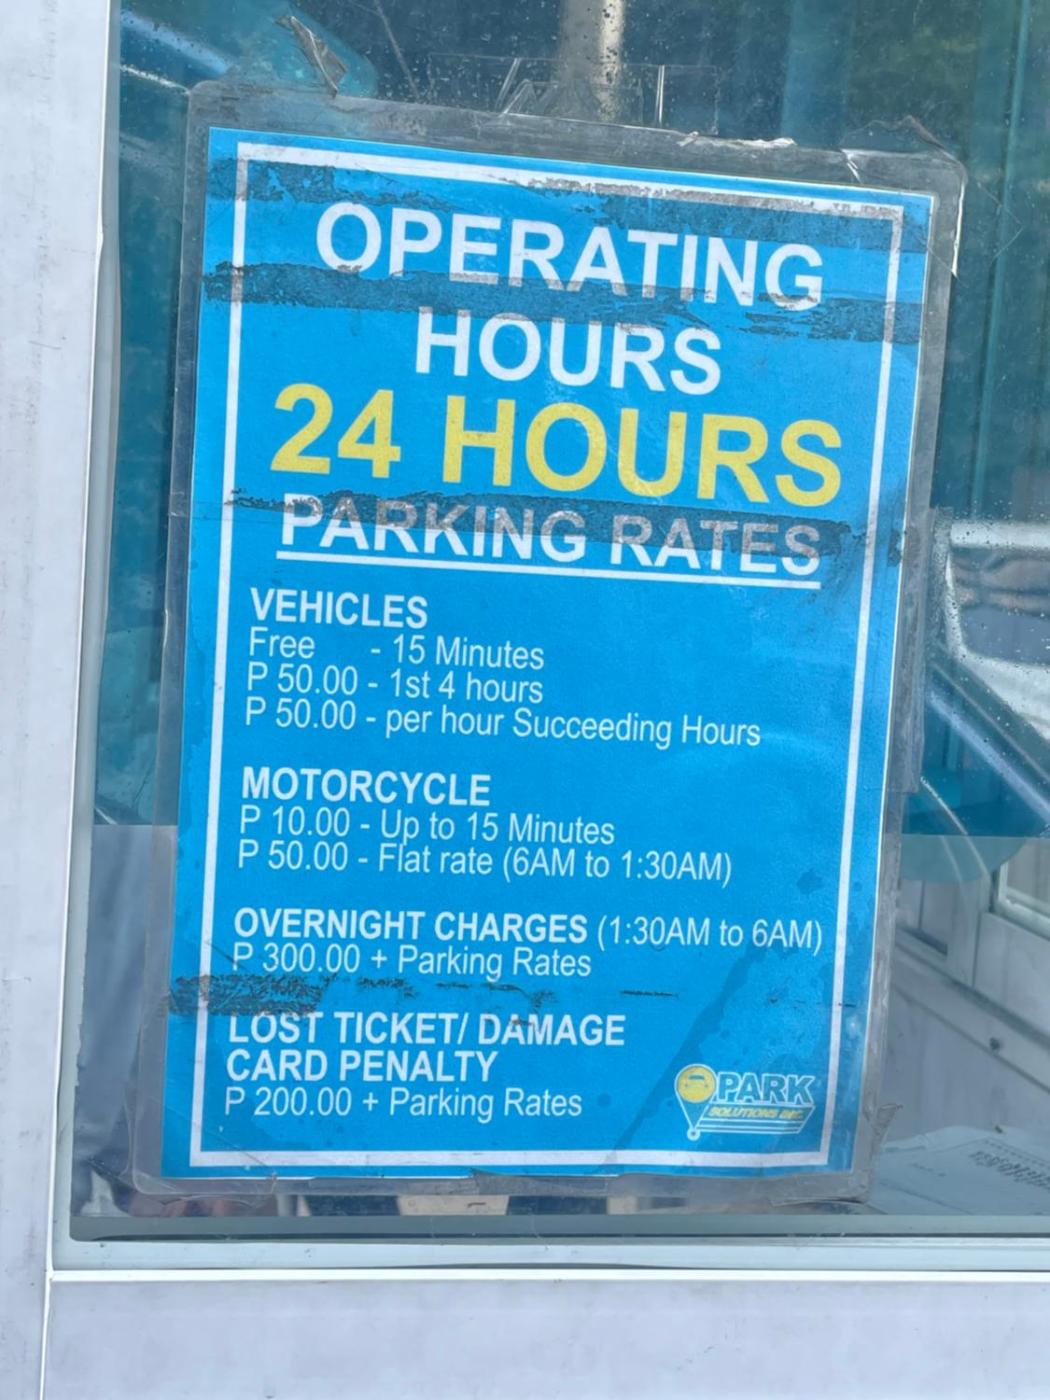 OPERATING
HOURS
24 HOURS
PARKING RATES
VEHICLES
Free - 15 Minutes
P 50.00 - 1st 4 hours
P 50.00 - per hour Succeeding Hours
MOTORCYCLE
P 10.00 - Up to 15 Minutes
P 50.00 - Flat rate (6AM to 1:30AM)
OVERNIGHT CHARGES (1:30AM to 6AM)
P 300.00 + Parking Rates
LOST TICKET/ DAMAGE
CARD PENALTY
P 200.00 + Parking Rates
PARK
SOLUTIONS INC.